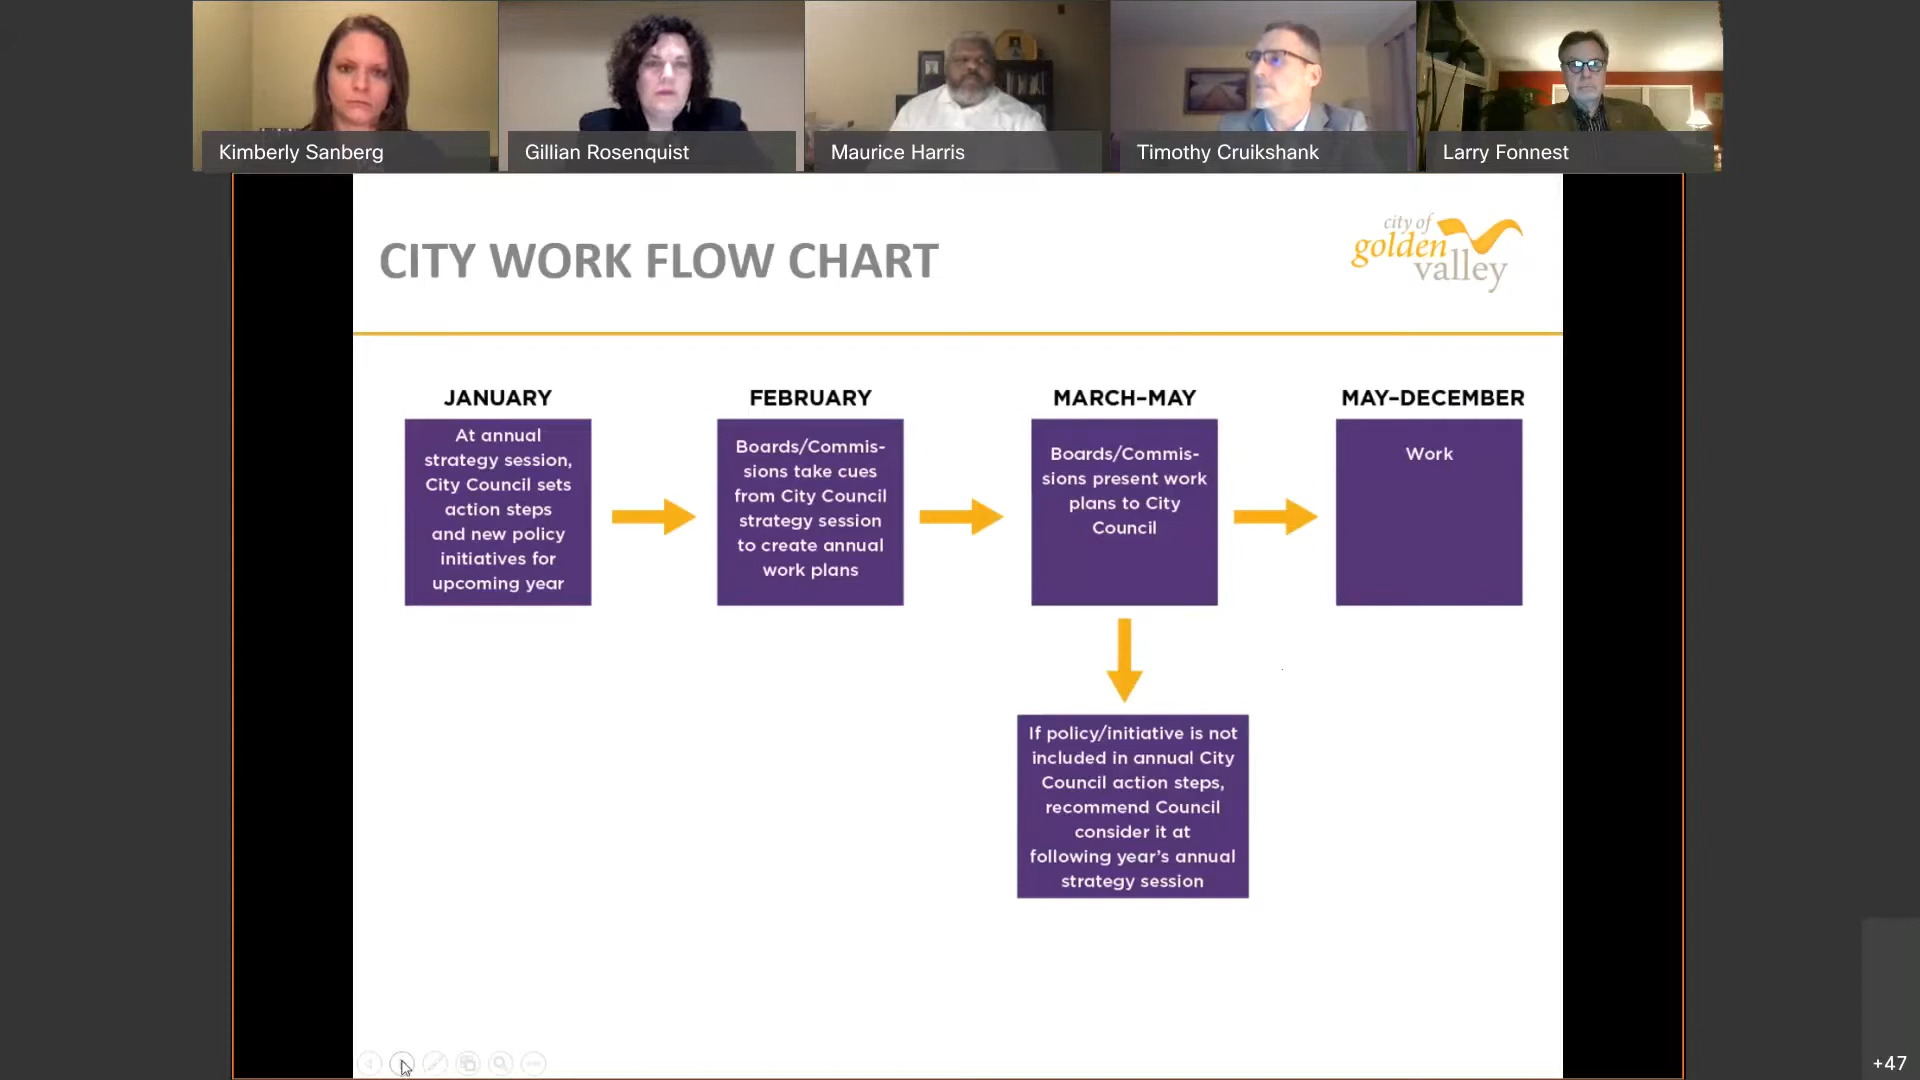 Kimberly Sanberg
Gillian Rosenquist
Maurice Harris
Timothy Cruikshank
Larry Fonnest
CITY WORK FLOW CHART
city of
golden
valley
JANUARY
At annual
strategy session,
City Council sets
action steps
and new policy
initiatives for
upcoming year
FEBRUARY
Boards/Commis-
sions take cues
from City Council
strategy session
to create annual
work plans
MARCH–MAY
Boards/Commis-
sions present work
plans to City
Council
MAY–DECEMBER
Work
If policy/initiative is not
included in annual City
Council action steps,
recommend Council
consider it at
following year’s annual
strategy session
+47